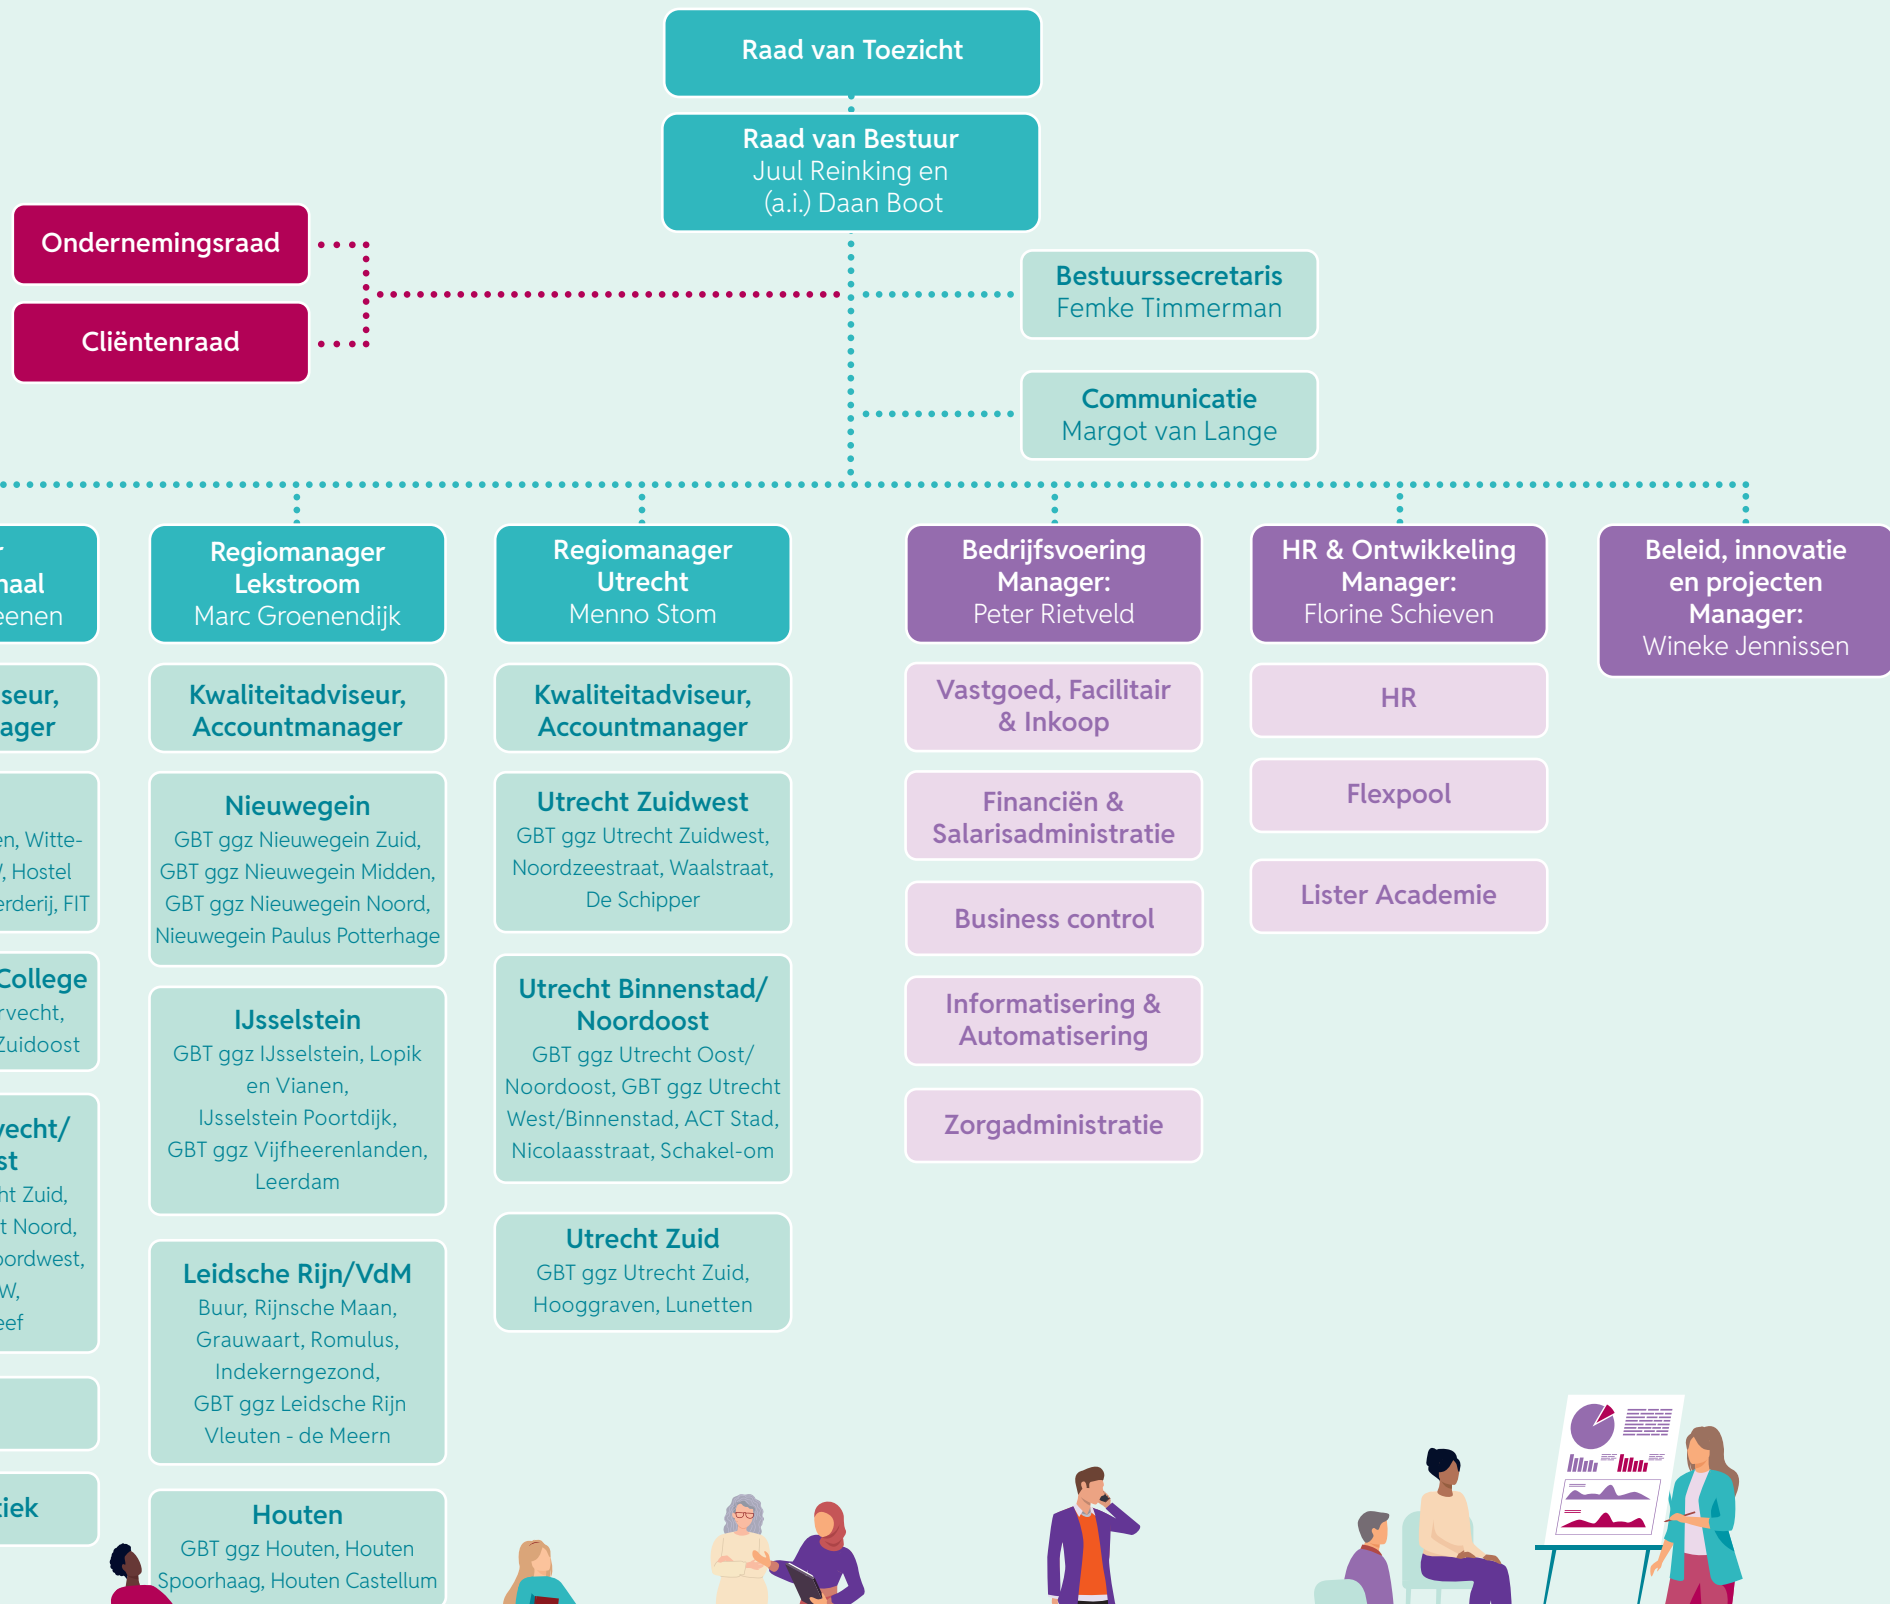 Raad van Toezicht
Raad van Bestuur
Juul Reinking en
(a.i.) Daan Boot
Ondernemingsraad
Cliëntenraad
Bestuurssecretaris
Femke Timmerman
Communicatie
Margot van Lange
Regiomanager
Lekstroom
Marc Groenendijk
Kwaliteitadviseur,
Accountmanager
Nieuwegein
GBT ggz Nieuwegein Zuid,
GBT ggz Nieuwegein Midden,
GBT ggz Nieuwegein Noord,
Nieuwegein Paulus Potterhage
IJsselstein
GBT ggz IJsselstein, Lopik
en Vianen,
IJsselstein Poortdijk,
GBT ggz Vijfheerenlanden,
Leerdam
Leidsche Rijn/VdM
Buur, Rijnsche Maan,
Grauwaart, Romulus,
Indekerngezond,
GBT ggz Leidsche Rijn
Vleuten - de Meern
Houten
GBT ggz Houten, Houten
Spoorhaag, Houten Castellum
Regiomanager
Utrecht
Menno Stom
Kwaliteitadviseur,
Accountmanager
Utrecht Zuidwest
GBT ggz Utrecht Zuidwest,
Noordzeestraat, Waalstraat,
De Schipper
Utrecht Binnenstad/
Noordoost
GBT ggz Utrecht Oost/
Noordoost, GBT ggz Utrecht
West/Binnenstad, ACT Stad,
Nicolaasstraat, Schakel-om
Utrecht Zuid
GBT ggz Utrecht Zuid,
Hooggraven, Lunetten
Bedrijfsvoering
Manager:
Peter Rietveld
Vastgoed, Facilitair
& Inkoop
Financiën &
Salarisadministratie
Business control
Informatisering &
Automatisering
Zorgadministratie
HR & Ontwikkeling
Manager:
Florine Schieven
HR
Flexpool
Lister Academie
Beleid, innovatie
en projecten
Manager:
Wineke Jennissen
Witte-
Hostel
FIT
College
Zuidoost
Zuid,
Noord,